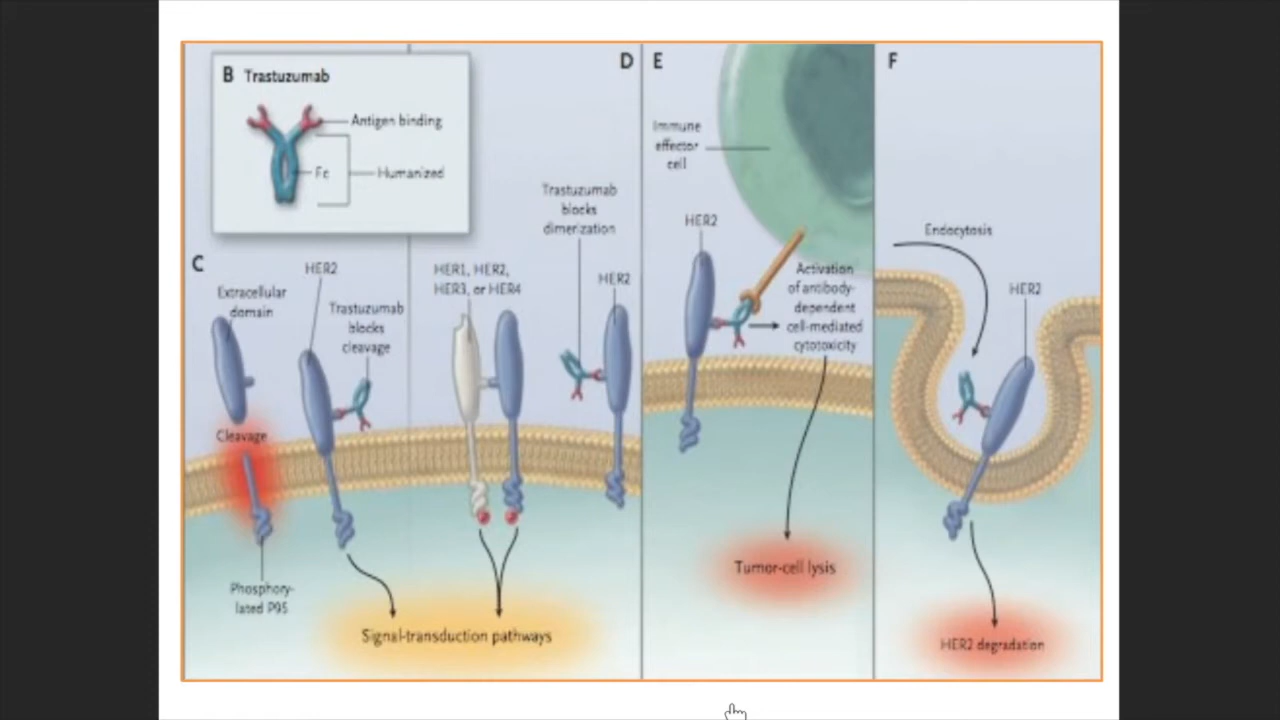 B Trastuzumab
Antigen binding
Fc
Humanized
C
Extracellular
domain
HER2
Trastuzumab
blocks
cleavage
Cleavage
Phosphory-
lated P95
D
HER1, HER2,
HER3, or HER4
Trastuzumab
blocks
dimerization
HER2
Signal-transduction pathways
E
Immune
effector
cell
HER2
Activation
of antibody-
dependent
cell-mediated
cytotoxicity
Tumor-cell lysis
F
Endocytosis
HER2
HER2 degradation